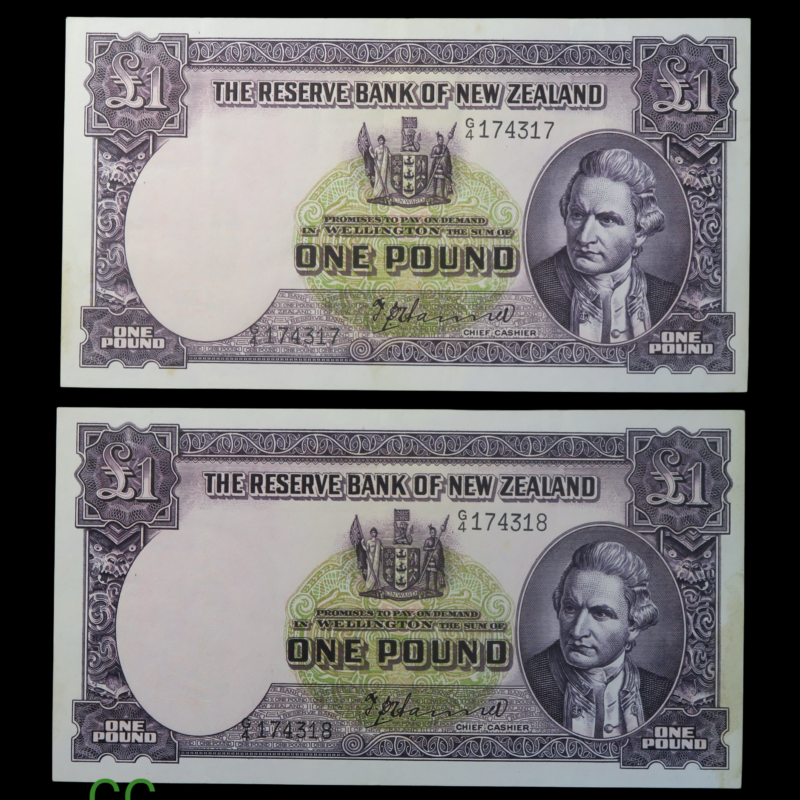 £1 £1
THE RESERVE BANK OF NEW ZEALAND
G/4 174317
ONWARD
PROMISES TO PAY ON DEMAND
IN WELLINGTON THE SUM OF
ONE POUND
CHIEF CASHIER
G/4 174317
ONE POUND
ONE POUND
£1 £1
THE RESERVE BANK OF NEW ZEALAND
G/4 174318
ONWARD
PROMISES TO PAY ON DEMAND
IN WELLINGTON THE SUM OF
ONE POUND
CHIEF CASHIER
G/4 174318
ONE POUND
ONE POUND